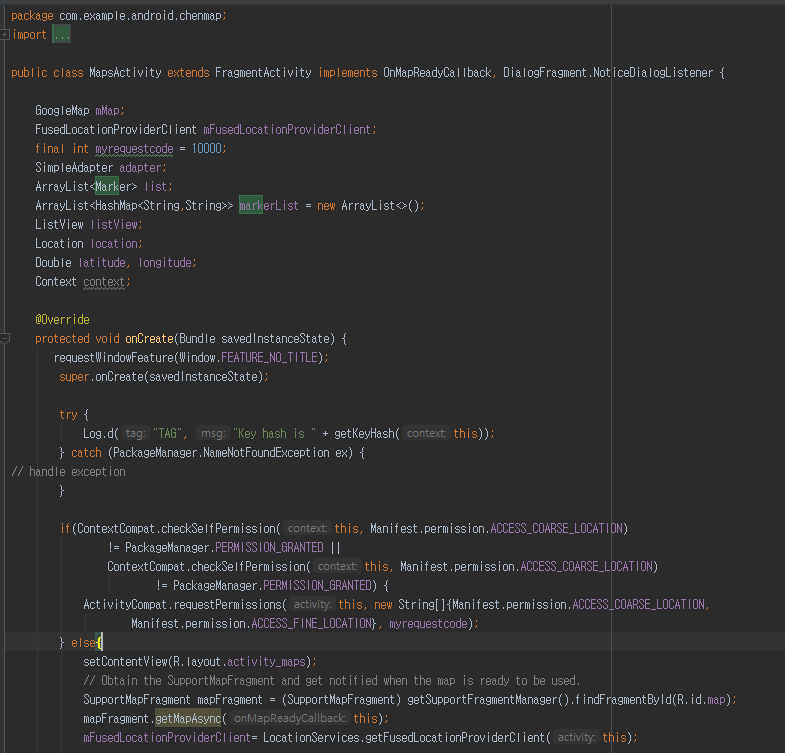 package com.example.android.chenmap;
import ...
public class MapsActivity extends FragmentActivity implements OnMapReadyCallback, DialogFragment.NoticeDialogListener {
GoogleMap mMap;
FusedLocationProviderClient mFusedLocationProviderClient;
final int myrequestcode = 10000;
SimpleAdapter adapter;
ArrayList<Marker> list;
ArrayList<HashMap<String,String>> markerList = new ArrayList<>();
ListView listView;
Location location;
Double latitude, longitude;
Context context;
@Override
protected void onCreate(Bundle savedInstanceState) {
requestWindowFeature(Window.FEATURE_NO_TITLE);
super.onCreate(savedInstanceState);
try {
Log.d( tag: "TAG", msg: "Key hash is " + getKeyHash( context: this));
} catch (PackageManager.NameNotFoundException ex) {
// handle exception
}
if(ContextCompat.checkSelfPermission( context: this, Manifest.permission.ACCESS_COARSE_LOCATION)
!= PackageManager.PERMISSION_GRANTED ||
ContextCompat.checkSelfPermission( context: this, Manifest.permission.ACCESS_COARSE_LOCATION)
!= PackageManager.PERMISSION_GRANTED) {
ActivityCompat.requestPermissions( activity: this, new String[]{Manifest.permission.ACCESS_COARSE_LOCATION,
Manifest.permission.ACCESS_FINE_LOCATION}, myrequestcode);
} else{
setContentView(R.layout.activity_maps);
// Obtain the SupportMapFragment and get notified when the map is ready to be used.
SupportMapFragment mapFragment = (SupportMapFragment) getSupportFragmentManager().findFragmentById(R.id.map);
mapFragment.getMapAsync( onMapReadyCallback: this);
mFusedLocationProviderClient= LocationServices.getFusedLocationProviderClient( activity: this);